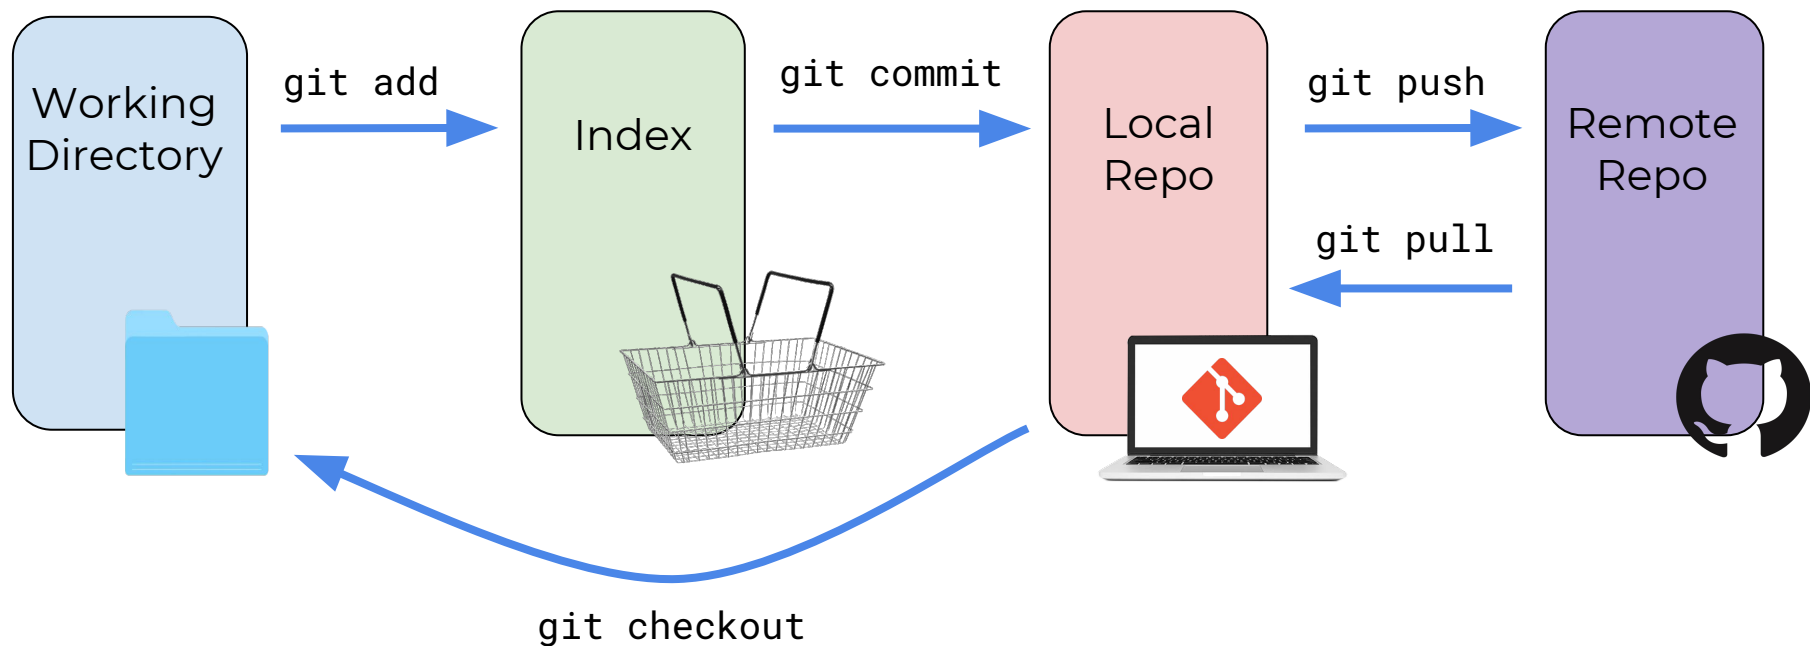 Working
Directory
git add
Index
git commit
Local
Repo
git push
Remote
Repo
git pull
git checkout